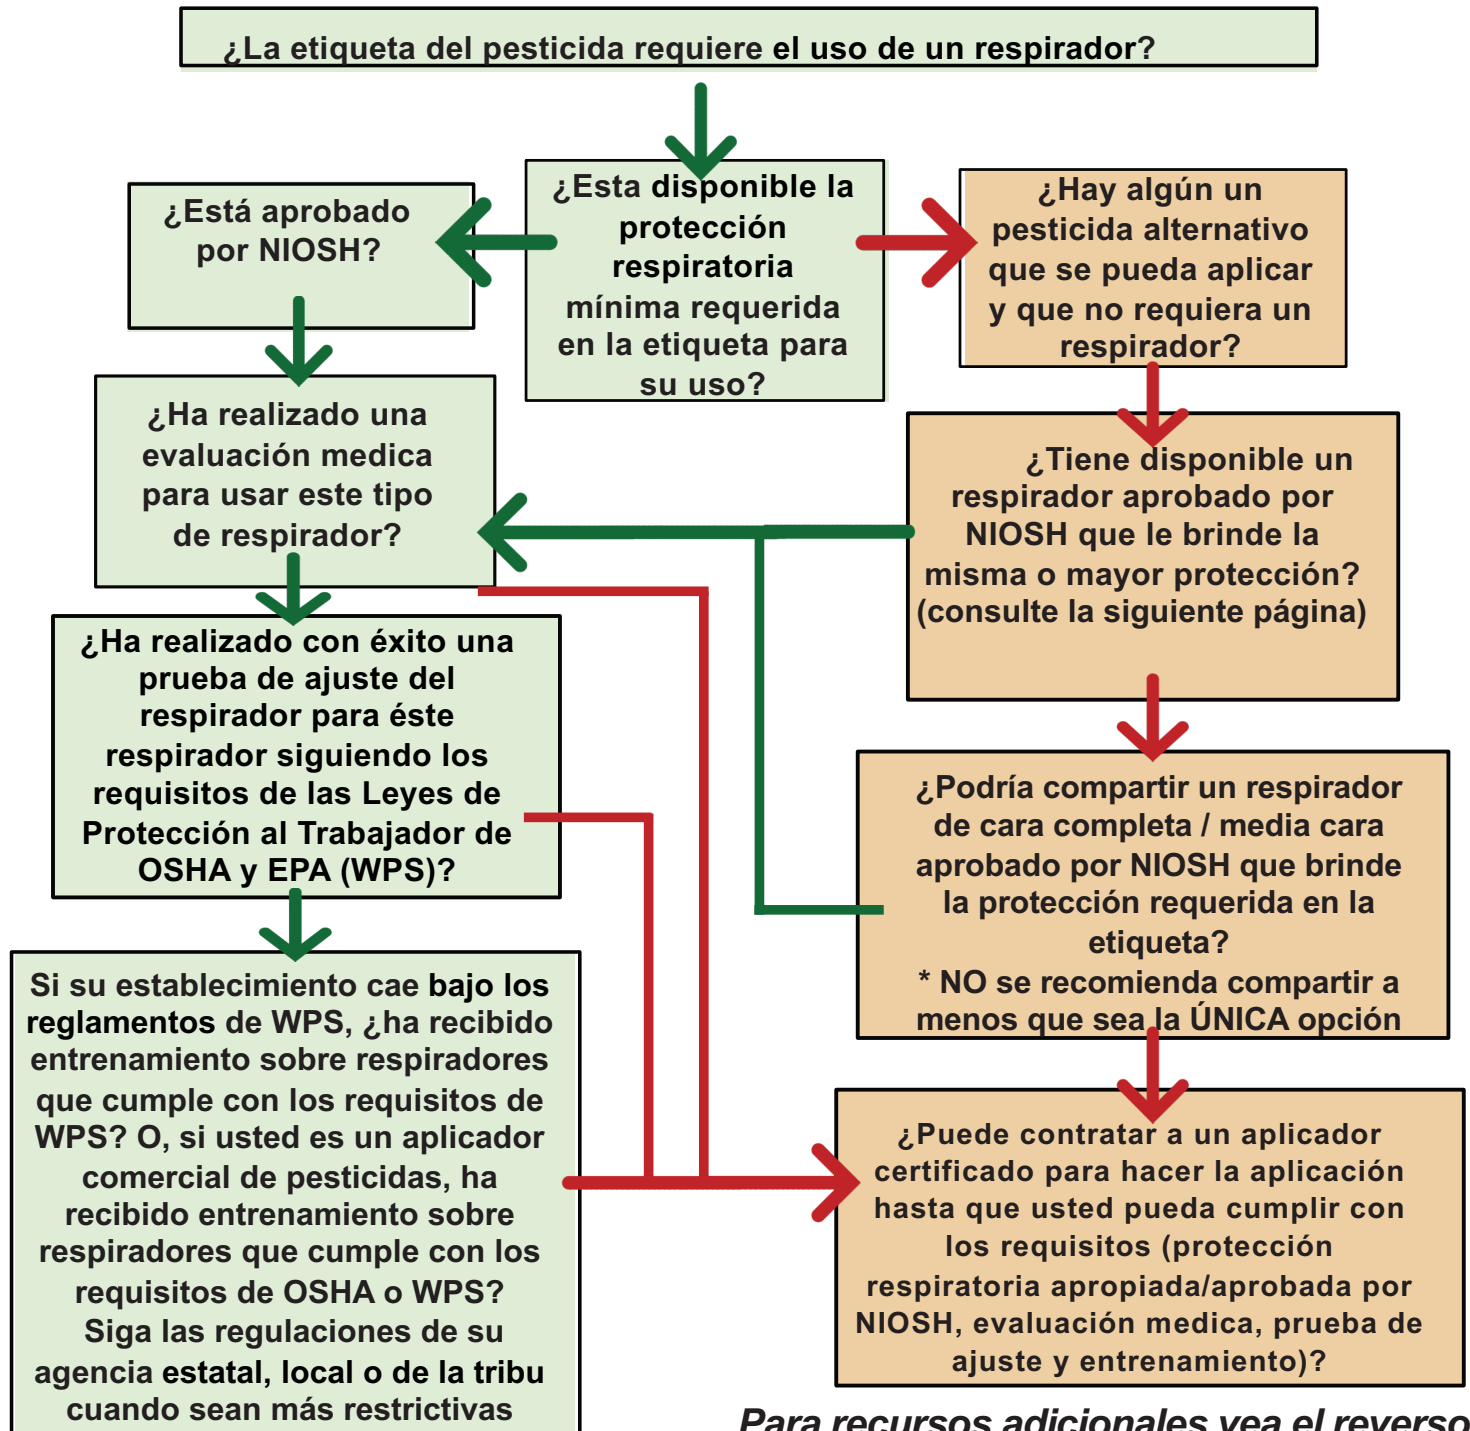 ¿La etiqueta del pesticida requiere el uso de un respirador?
¿Está aprobado
por NIOSH?
¿Esta disponible la
protección
respiratoria
mínima requerida
en la etiqueta para
su uso?
¿Hay algún un
pesticida alternativo
que se pueda aplicar
y que no requiera un
respirador?
¿Ha realizado una
evaluación medica
para usar este tipo
de respirador?
¿Tiene disponible un
respirador aprobado por
NIOSH que le brinde la
misma o mayor protección?
(consulte la siguiente página)
¿Ha realizado con éxito una
prueba de ajuste del
respirador para éste
respirador siguiendo los
requisitos de las Leyes de
Protección al Trabajador de
OSHA y EPA (WPS)?
¿Podría compartir un respirador
de cara completa / media cara
aprobado por NIOSH que brinde
la protección requerida en la
etiqueta?
* NO se recomienda compartir a
menos que sea la ÚNICA opción
Si su establecimiento cae bajo los
reglamentos de WPS, ¿ha recibido
entrenamiento sobre respiradores
que cumple con los requisitos de
WPS? O, si usted es un aplicador
comercial de pesticidas, ha
recibido entrenamiento sobre
respiradores que cumple con los
requisitos de OSHA o WPS?
Siga las regulaciones de su
agencia estatal, local o de la tribu
cuando sean más restrictivas
¿Puede contratar a un aplicador
certificado para hacer la aplicación
hasta que usted pueda cumplir con
los requisitos (protección
respiratoria apropiada/aprobada por
NIOSH, evaluación medica, prueba de
ajuste y entrenamiento)?
Para recursos adicionales vea el reverso